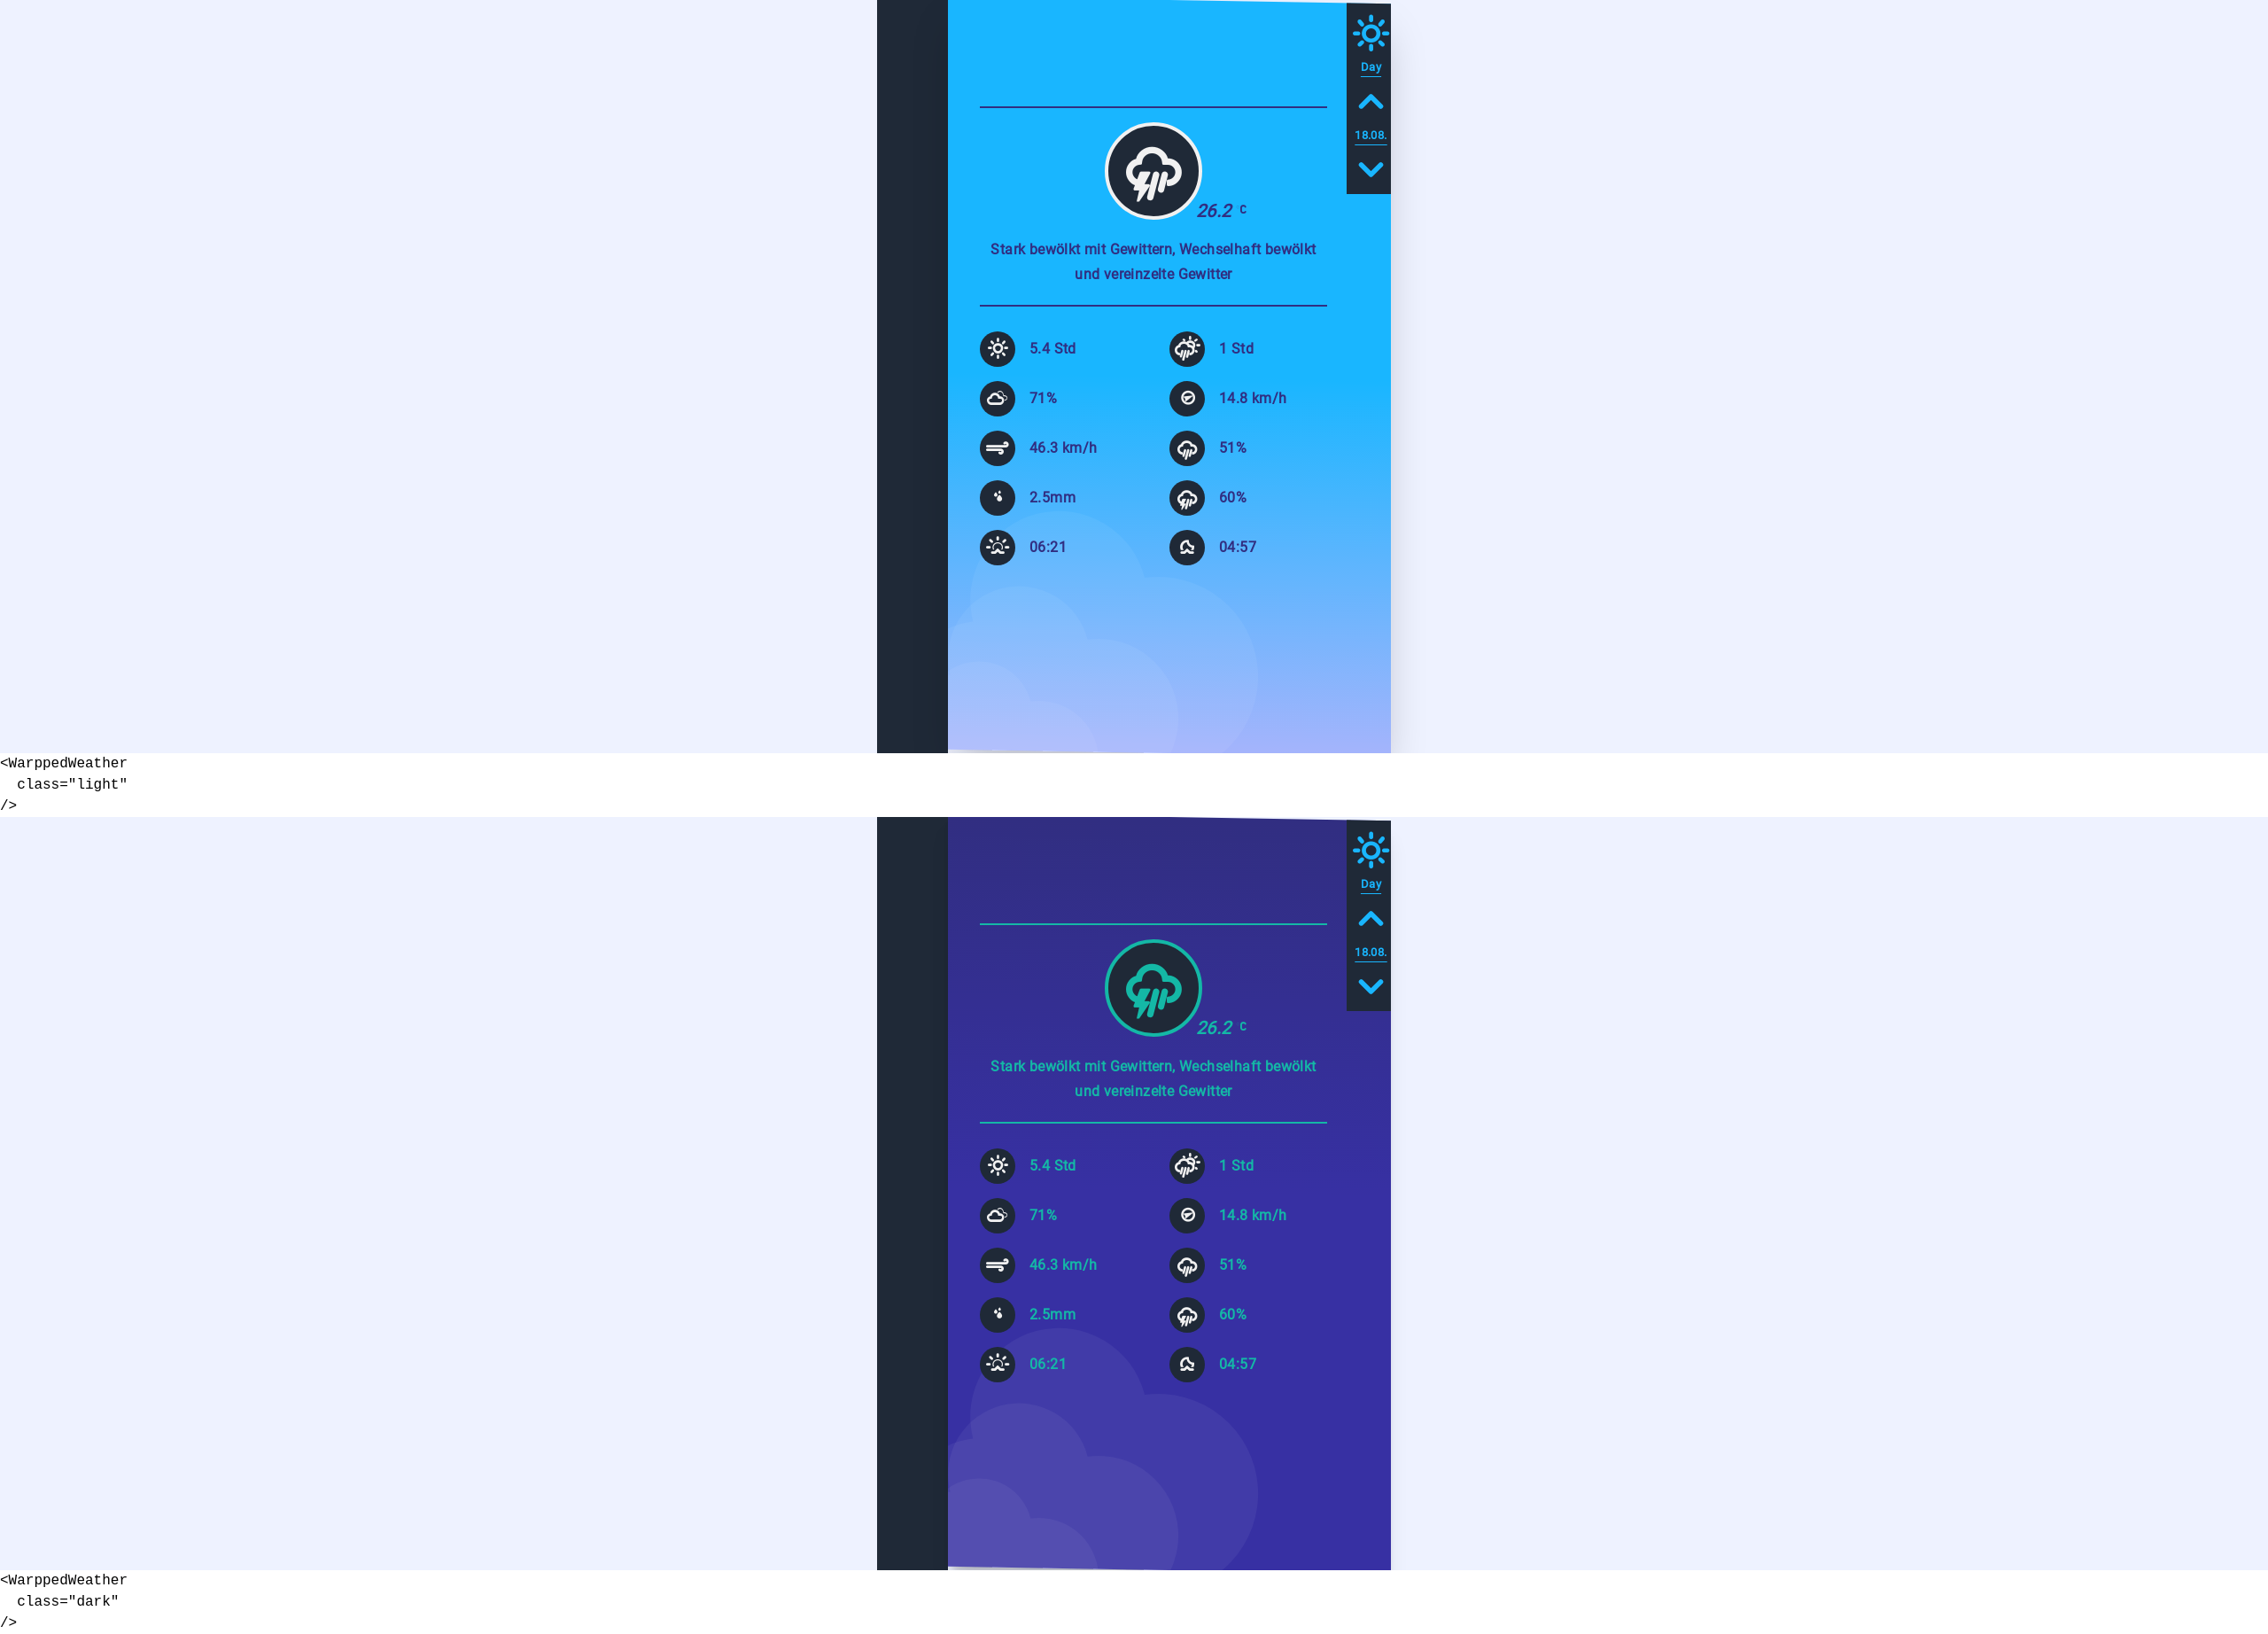 Day
18.08.
26.2 C
Stark bewölkt mit Gewittern, Wechselhaft bewölkt
und vereinzelte Gewitter
5.4 Std
1 Std
71%
14.8 km/h
46.3 km/h
51%
2.5mm
60%
06:21
04:57
<WarppedWeather
  class="light"
/>
Day
18.08.
26.2 C
Stark bewölkt mit Gewittern, Wechselhaft bewölkt
und vereinzelte Gewitter
5.4 Std
1 Std
71%
14.8 km/h
46.3 km/h
51%
2.5mm
60%
06:21
04:57
<WarppedWeather
  class="dark"
/>